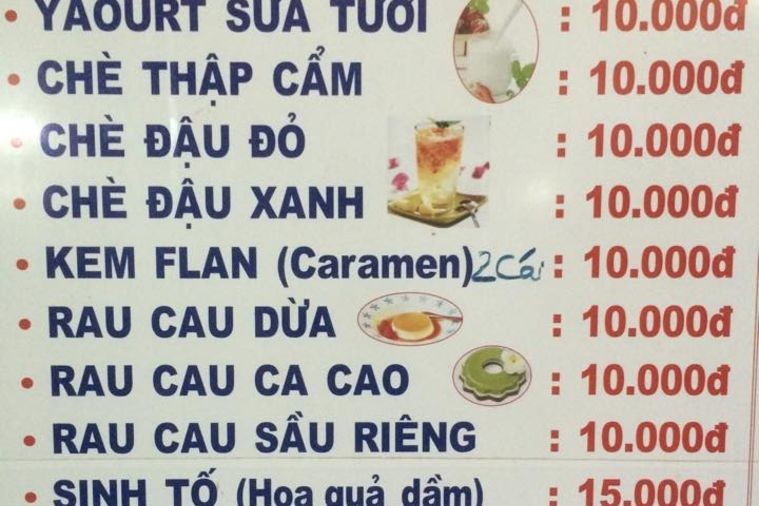 • YAOURT SỮA TƯƠI : 10.000đ
• CHÈ THẬP CẨM : 10.000đ
• CHÈ ĐẬU ĐỎ : 10.000đ
• CHÈ ĐẬU XANH : 10.000đ
• KEM FLAN (Caramen) 2 Cái : 10.000đ
• RAU CAU DỪA : 10.000đ
• RAU CAU CA CAO : 10.000đ
• RAU CAU SẦU RIÊNG : 10.000đ
• SINH TỐ (Hoa quả dầm) : 15.000đ